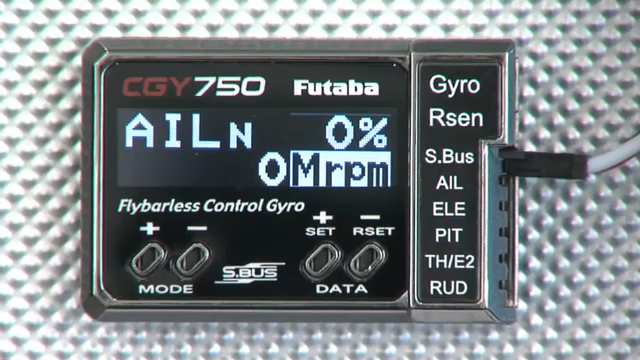 CGY750 Futaba
AILN 0%
0Mrpm
Flybarless Control Gyro
+ - + -
SET RSET
S.BUS
MODE DATA
Gyro
Rsen
S.Bus
AIL
ELE
PIT
TH/E2
RUD